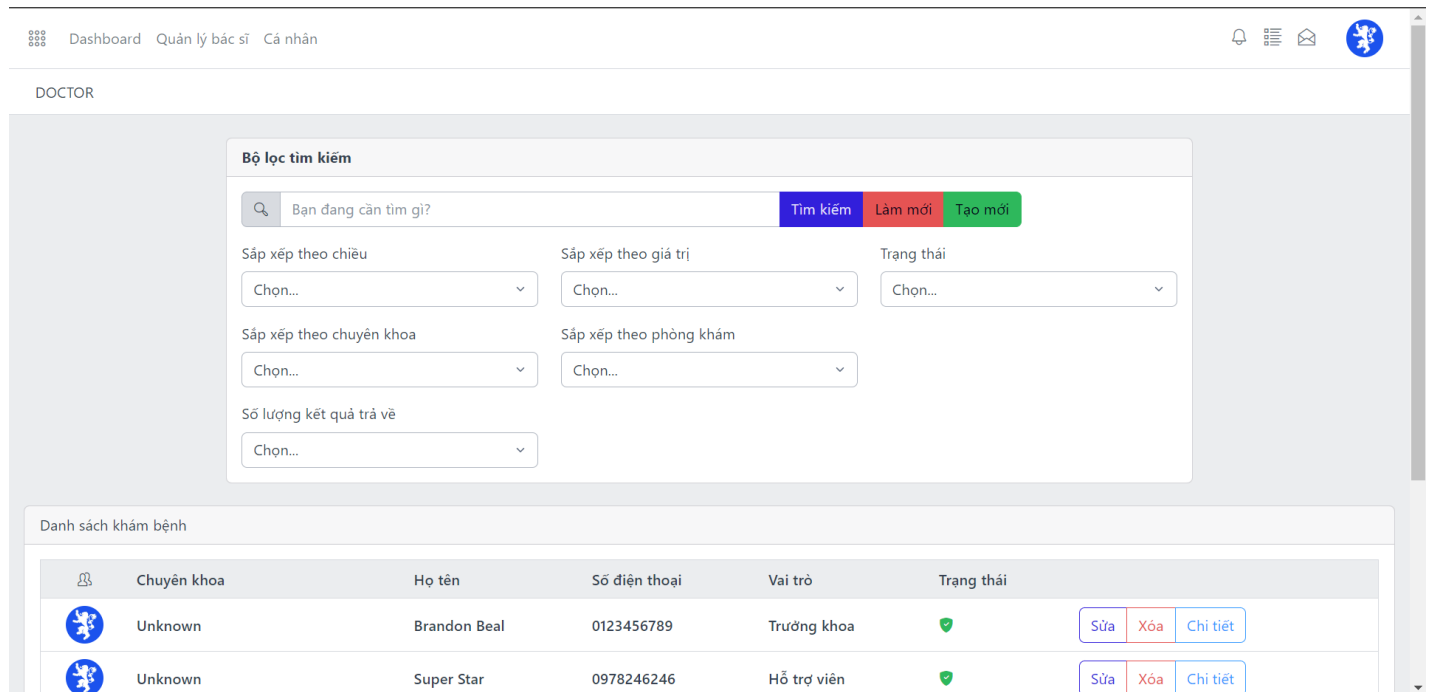 Dashboard Quản lý bác sĩ Cá nhân
DOCTOR
Bộ lọc tìm kiếm
Bạn đang cần tìm gì? Tìm kiếm Làm mới Tạo mới
Sắp xếp theo chiều Sắp xếp theo giá trị Trạng thái
Chọn... Chọn... Chọn...
Sắp xếp theo chuyên khoa Sắp xếp theo phòng khám
Chọn... Chọn...
Số lượng kết quả trả về
Chọn...
Danh sách khám bệnh
Chuyên khoa Họ tên Số điện thoại Vai trò Trạng thái
Unknown Brandon Beal 0123456789 Trưởng khoa Sửa Xóa Chi tiết
Unknown Super Star 0978246246 Hỗ trợ viên Sửa Xóa Chi tiết